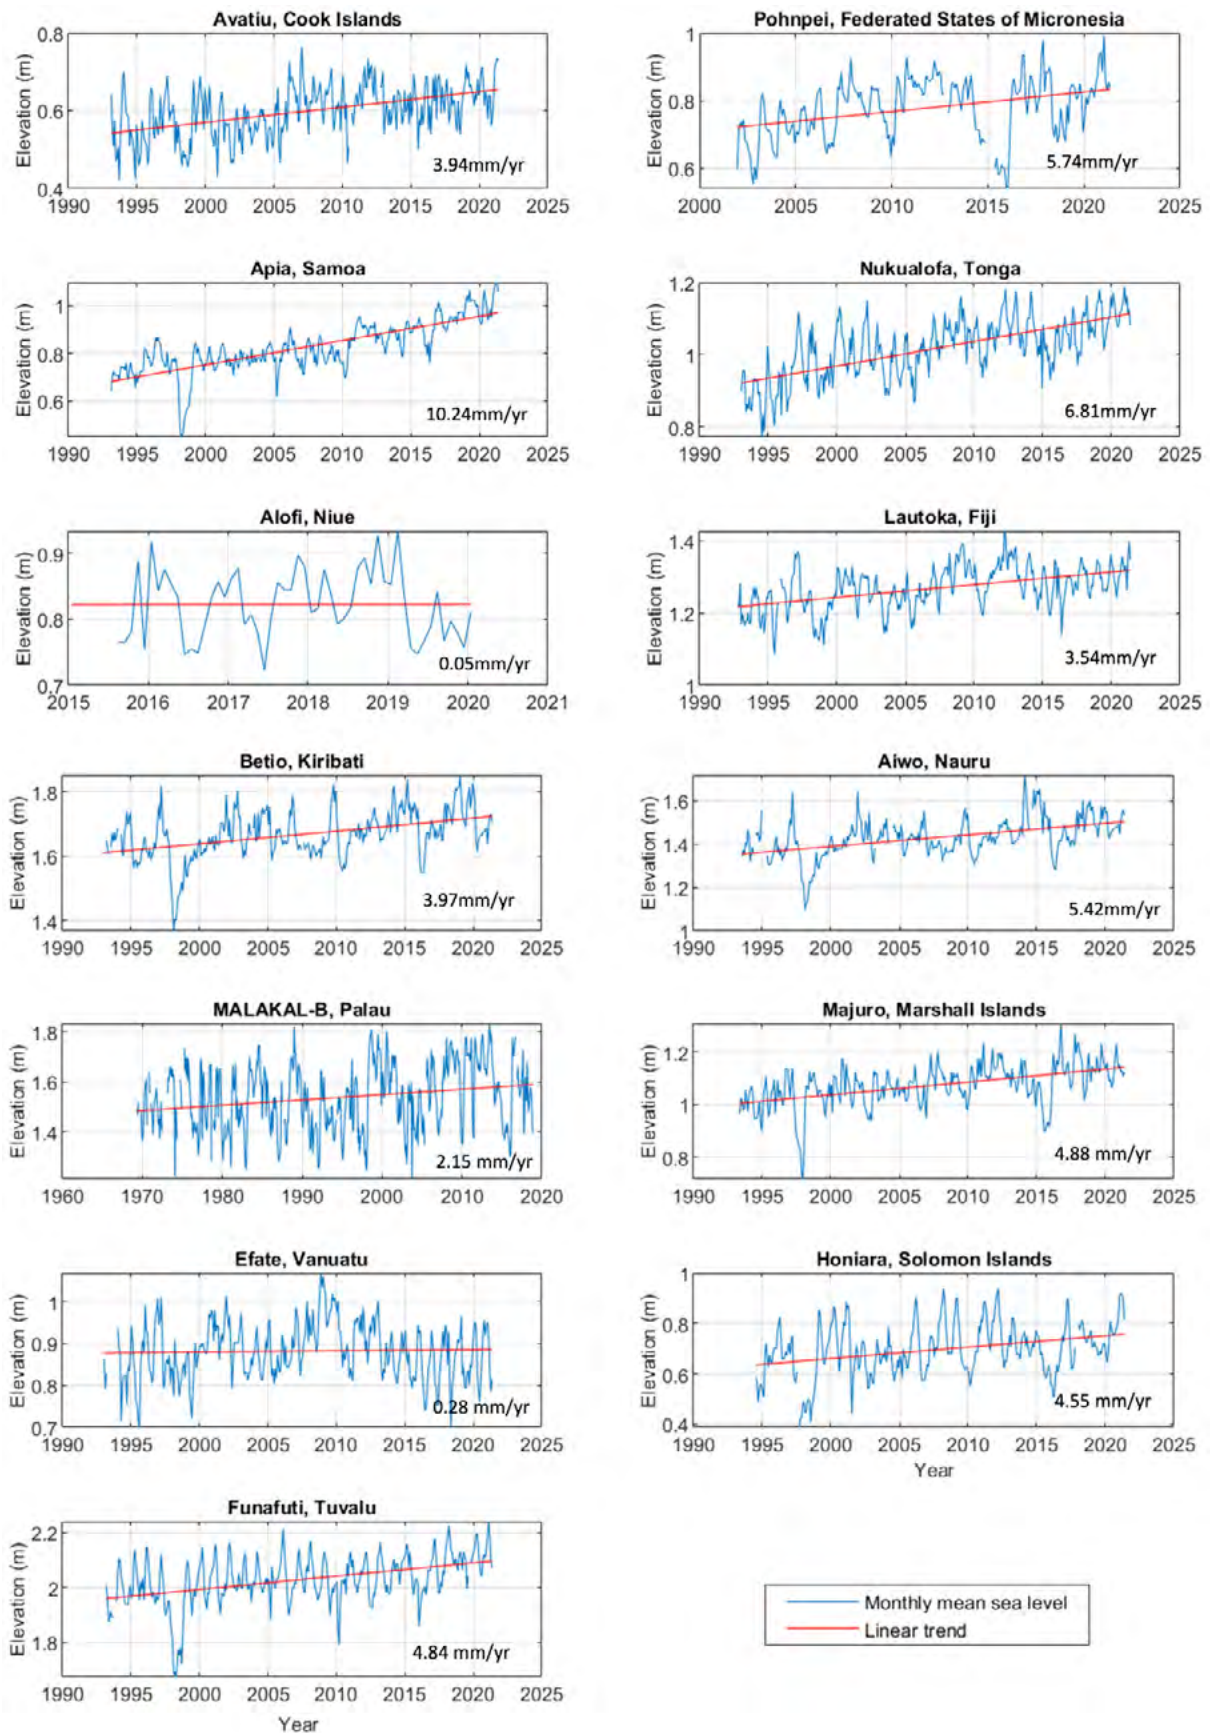 Avatiu, Cook Islands
0.8
0.6
0.4
Elevation (m)
3.94mm/yr
1990 1995 2000 2005 2010 2015 2020 2025
Pohnpei, Federated States of Micronesia
1
0.8
0.6
Elevation (m)
5.74mm/yr
2000 2005 2010 2015 2020 2025
Apia, Samoa
1
0.8
0.6
Elevation (m)
10.24mm/yr
1990 1995 2000 2005 2010 2015 2020 2025
Nukualofa, Tonga
1.2
1
0.8
Elevation (m)
6.81mm/yr
1990 1995 2000 2005 2010 2015 2020 2025
Alofi, Niue
0.9
0.8
0.7
Elevation (m)
0.05mm/yr
2015 2016 2017 2018 2019 2020 2021
Lautoka, Fiji
1.4
1.2
1
Elevation (m)
3.54mm/yr
1990 1995 2000 2005 2010 2015 2020 2025
Betio, Kiribati
1.8
1.6
1.4
Elevation (m)
3.97mm/yr
1990 1995 2000 2005 2010 2015 2020 2025
Aiwo, Nauru
1.6
1.4
1.2
1
Elevation (m)
5.42mm/yr
1990 1995 2000 2005 2010 2015 2020 2025
MALAKAL-B, Palau
1.8
1.6
1.4
Elevation (m)
2.15 mm/yr
1960 1970 1980 1990 2000 2010 2020
Majuro, Marshall Islands
1.2
1
0.8
Elevation (m)
4.88 mm/yr
1990 1995 2000 2005 2010 2015 2020 2025
Efate, Vanuatu
1
0.9
0.8
0.7
Elevation (m)
0.28 mm/yr
1990 1995 2000 2005 2010 2015 2020 2025
Honiara, Solomon Islands
1
0.8
0.6
0.4
Elevation (m)
4.55 mm/yr
1990 1995 2000 2005 2010 2015 2020 2025
Year
Funafuti, Tuvalu
2.2
2
1.8
Elevation (m)
4.84 mm/yr
1990 1995 2000 2005 2010 2015 2020 2025
Year
Monthly mean sea level
Linear trend